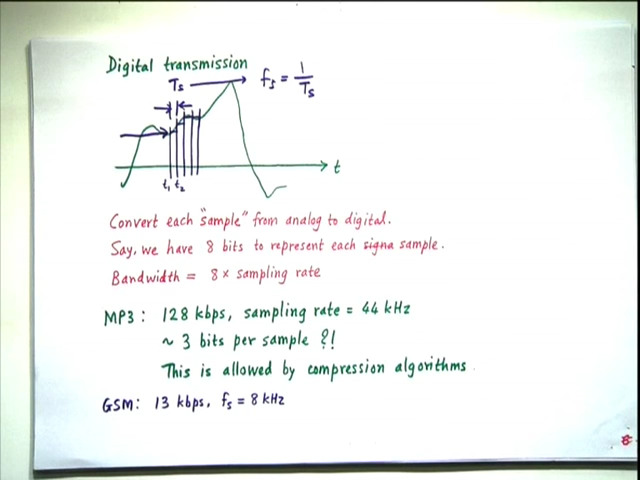 Digital transmission
Ts fs = 1/Ts
t
t1 t2
Convert each "sample" from analog to digital.
Say, we have 8 bits to represent each signa sample.
Bandwidth = 8 × sampling rate
MP3: 128 kbps, sampling rate = 44 kHz
~ 3 bits per sample ?!
This is allowed by compression algorithms.
GSM: 13 kbps, fs = 8 kHz
8